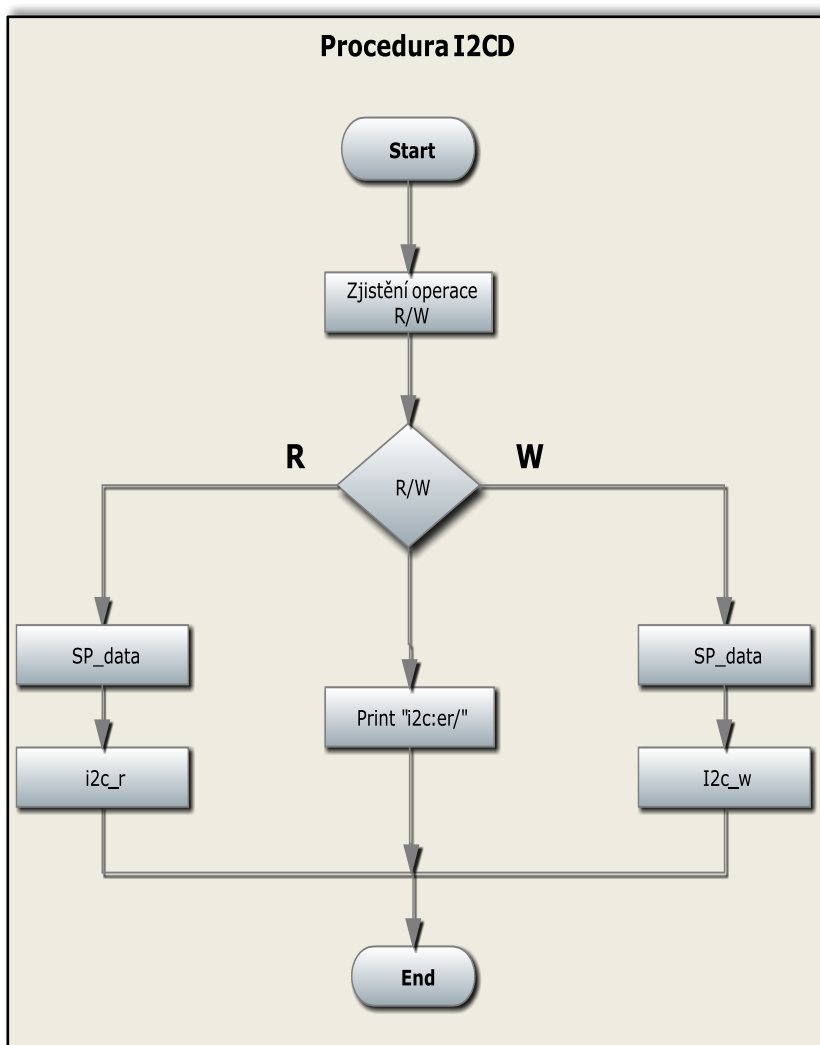 Procedura I2CD
Start
Zjistění operace
R/W
R
W
R/W
SP_data
SP_data
Print "i2c:er/"
i2c_r
I2c_w
End